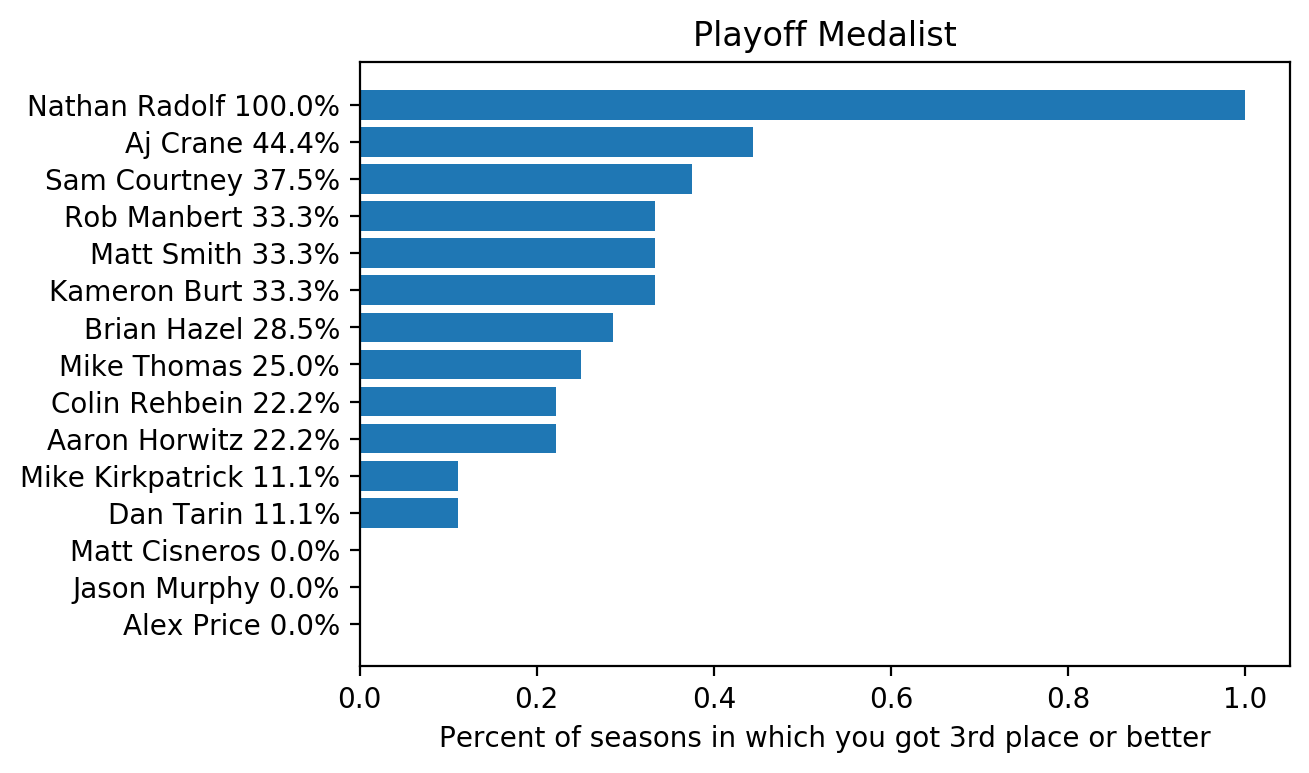 Playoff Medalist
Nathan Radolf 100.0%
Aj Crane 44.4%
Sam Courtney 37.5%
Rob Manbert 33.3%
Matt Smith 33.3%
Kameron Burt 33.3%
Brian Hazel 28.5%
Mike Thomas 25.0%
Colin Rehbein 22.2%
Aaron Horwitz 22.2%
Mike Kirkpatrick 11.1%
Dan Tarin 11.1%
Matt Cisneros 0.0%
Jason Murphy 0.0%
Alex Price 0.0%
0.0 0.2 0.4 0.6 0.8 1.0
Percent of seasons in which you got 3rd place or better